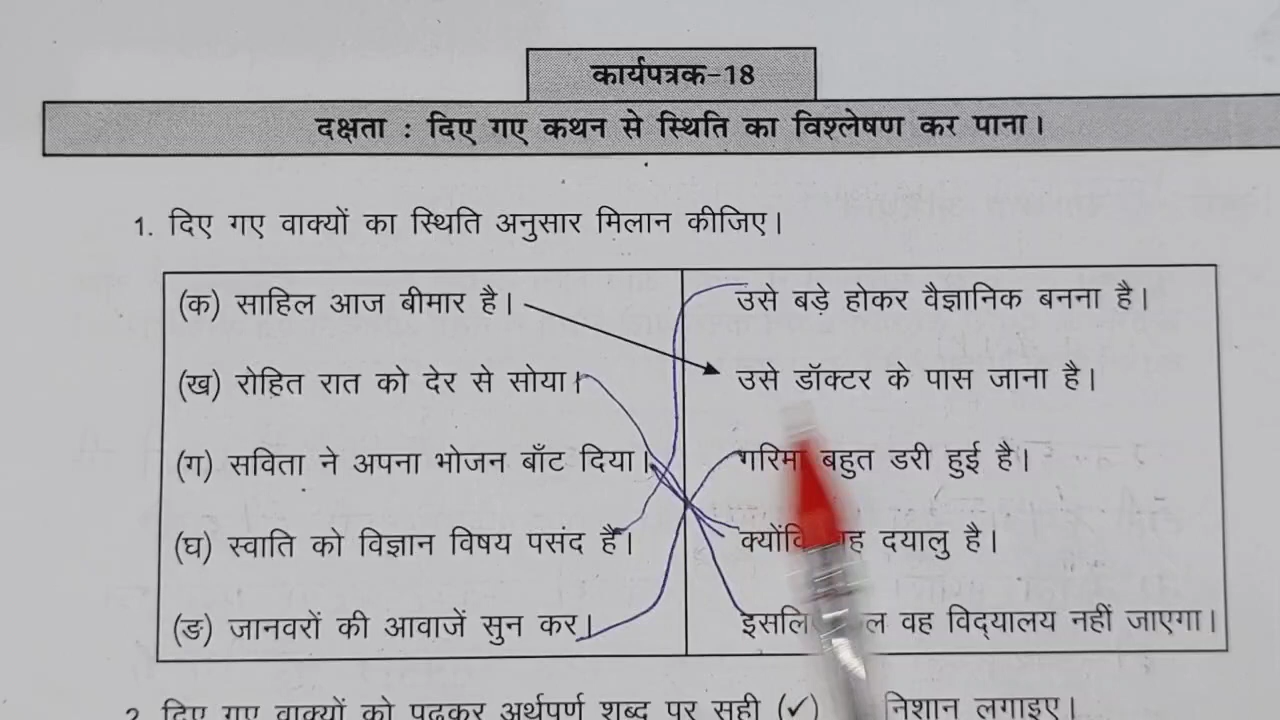 कार्यपत्रक-18
दक्षता : दिए गए कथन से स्थिति का विश्लेषण कर पाना।
1. दिए गए वाक्यों का स्थिति अनुसार मिलान कीजिए।
(क) साहिल आज बीमार है। उसे बड़े होकर वैज्ञानिक बनना है।
(ख) रोहित रात को देर से सोया। उसे डॉक्टर के पास जाना है।
(ग) सविता ने अपना भोजन बाँट दिया। गरिमा बहुत डरी हुई है।
(घ) स्वाति को विज्ञान विषय पसंद है। दयालु है।
(ङ) जानवरों की आवाजें सुन कर। वह विद्यालय नहीं जाएगा।
2. दिए गए वाक्यों को पढ़कर अर्थपूर्ण शब्द पर सही (✓) निशान लगाइए।